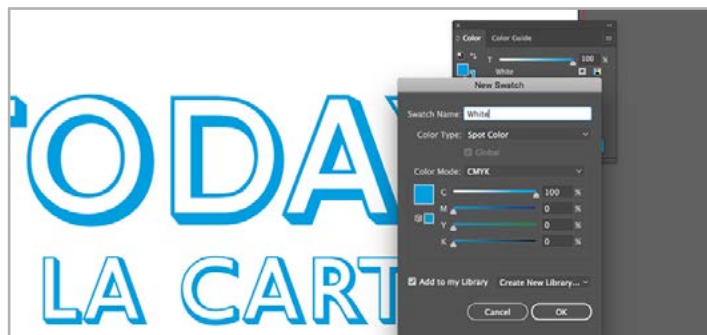 Color Color Guide
T 100 %
White
New Swatch
Swatch Name: White
Color Type: Spot Color
Global
Color Mode: CMYK
C 100 %
M 0 %
Y 0 %
K 0 %
Add to my Library Create New Library...
Cancel OK
TODAY
LA CART